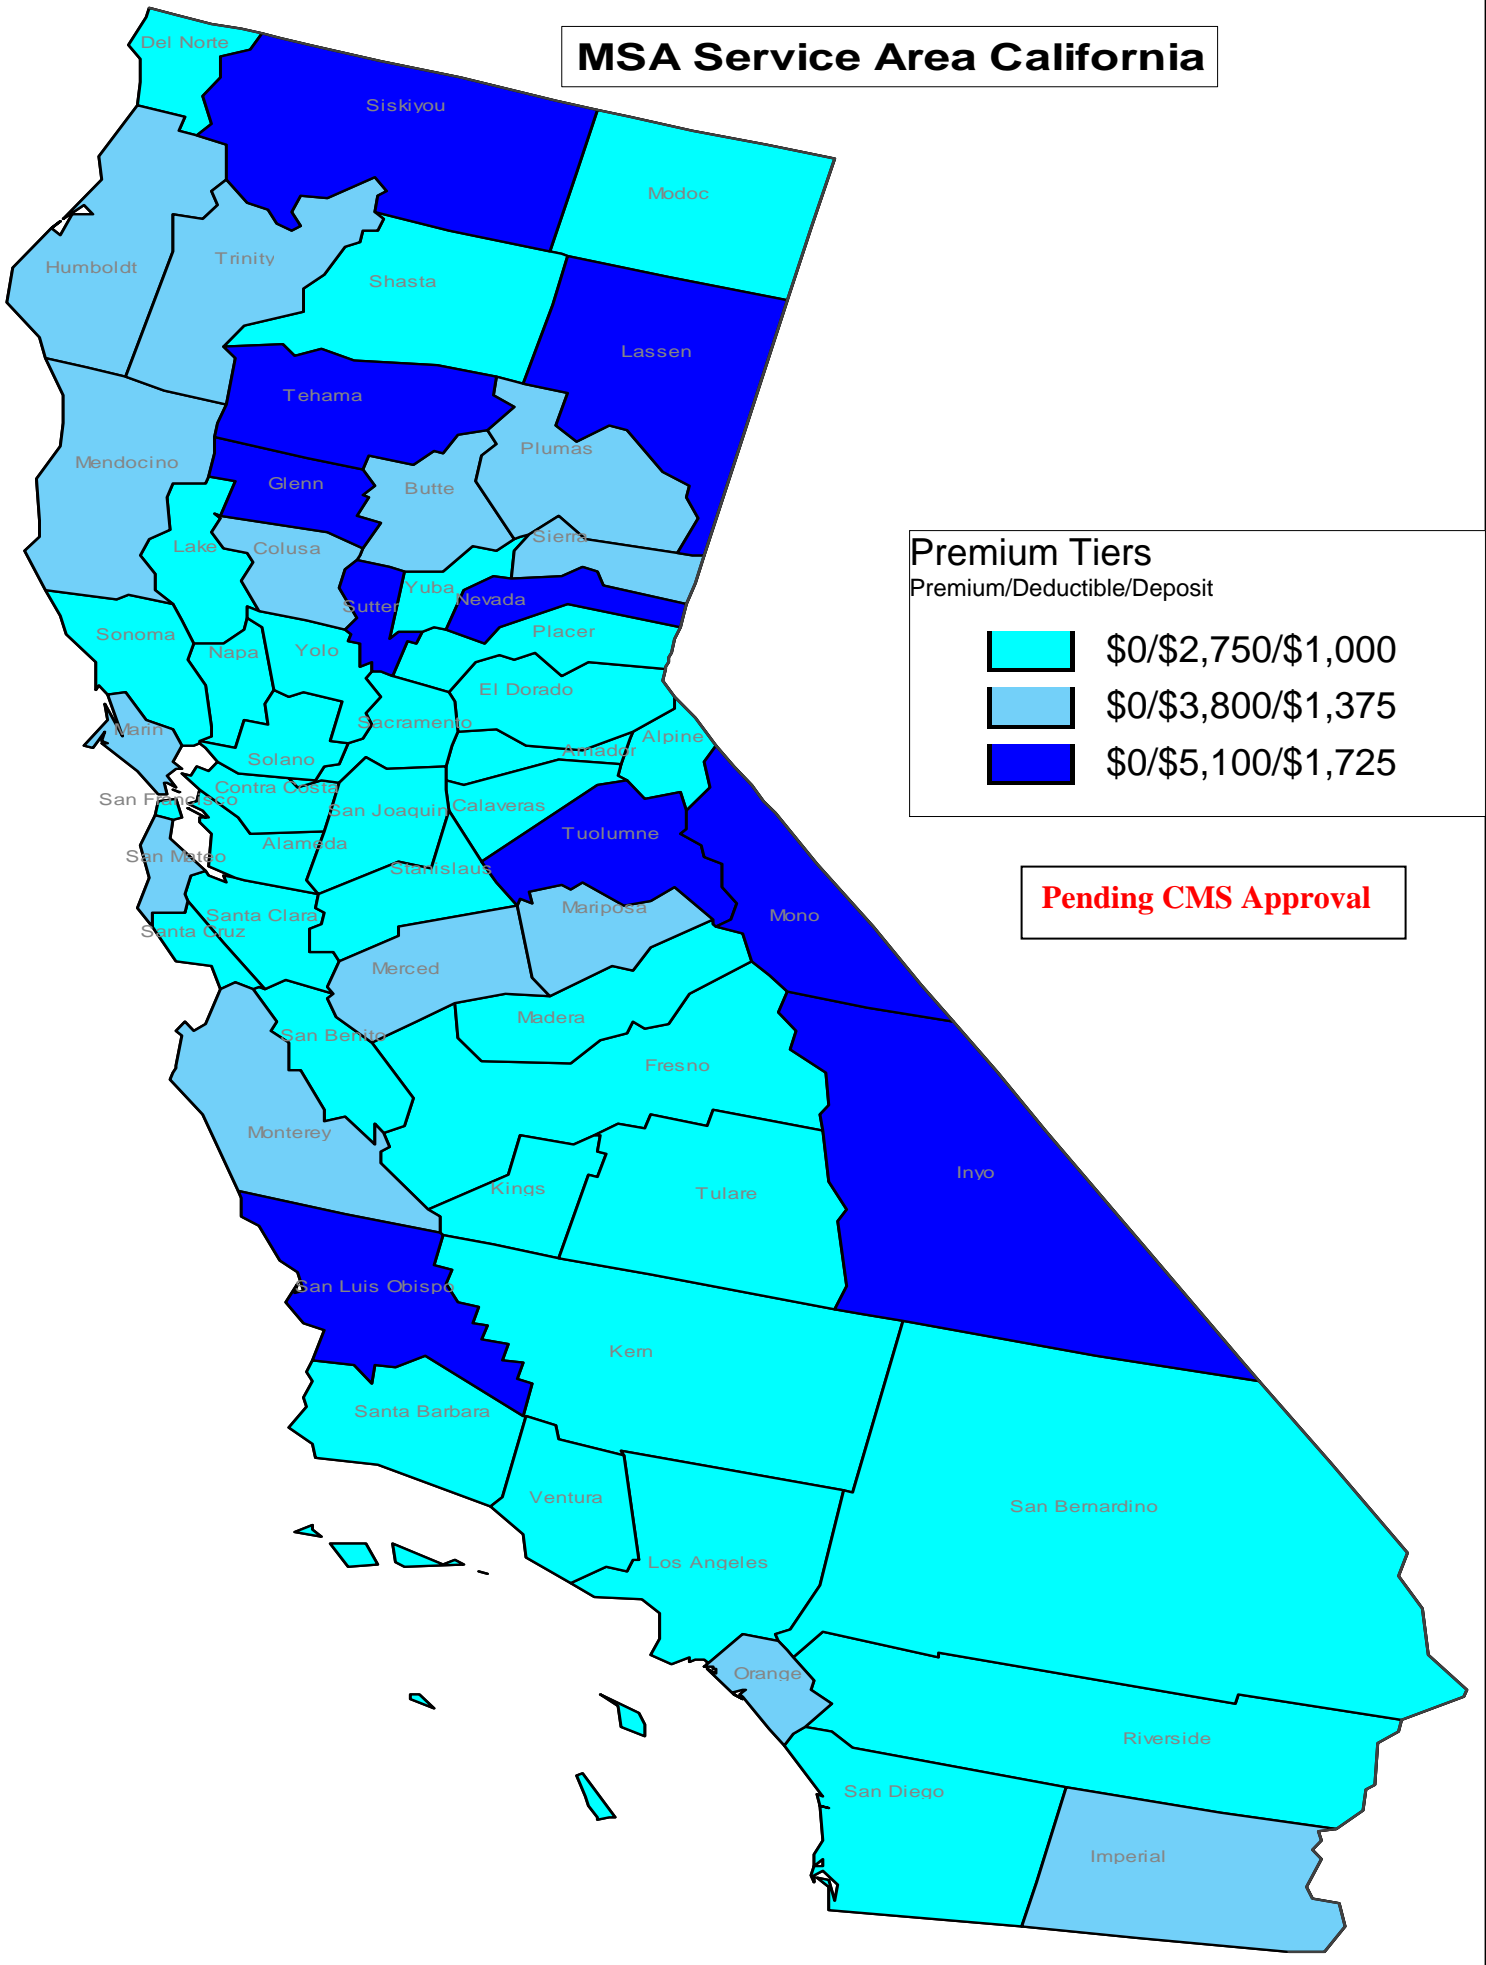 MSA Service Area California
Del Norte
Siskiyou
Modoc
Humboldt
Trinity
Shasta
Lassen
Tehama
Plumas
Mendocino
Glenn
Butte
Lake
Colusa
Sierra
Yuba
Sutter
Nevada
Sonoma
Napa
Yolo
Placer
El Dorado
Marin
Sacramento
Alpine
Solano
Amador
Contra Costa
San Francisco
San Joaquin
Calaveras
Alameda
Tuolumne
San Mateo
Stanislaus
Santa Clara
Mariposa
Mono
Santa Cruz
Merced
Madera
San Benito
Fresno
Monterey
Inyo
Kings
Tulare
San Luis Obispo
Kern
Santa Barbara
Ventura
San Bernardino
Los Angeles
Orange
Riverside
San Diego
Imperial
Premium Tiers
Premium/Deductible/Deposit
$0/$2,750/$1,000
$0/$3,800/$1,375
$0/$5,100/$1,725
Pending CMS Approval